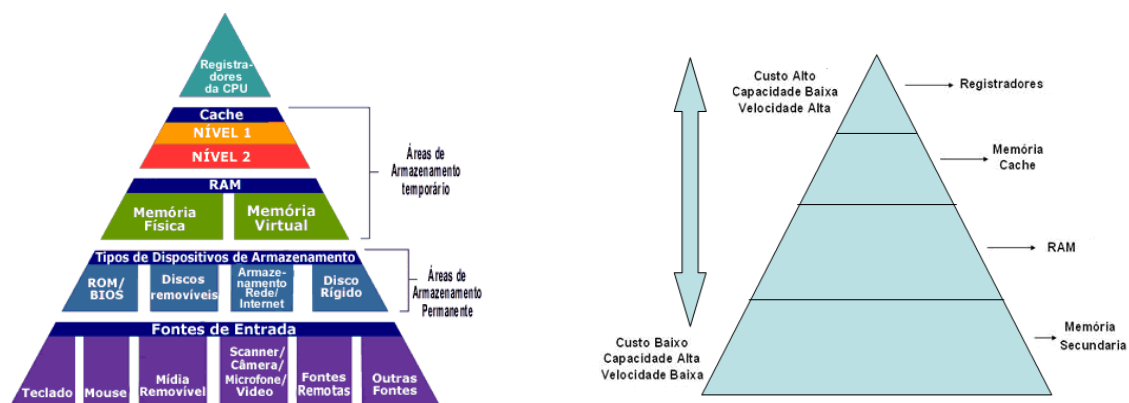 Registra-
dores
da CPU
Cache
NÍVEL 1
NÍVEL 2
RAM
Memória
Física
Memória
Virtual
Áreas de
Armazenamento
temporário
Tipos de Dispositivos de Armazenamento
ROM/
BIOS
Discos
removíveis
Armaze-
namento
Rede/
Internet
Disco
Rígido
Áreas de
Armazenamento
Permanente
Fontes de Entrada
Teclado
Mouse
Mídia
Removível
Scanner/
Câmera/
Microfone/
Video
Fontes
Remotas
Outras
Fontes
Custo Alto
Capacidade Baixa
Velocidade Alta
Registradores
Memória
Cache
RAM
Custo Baixo
Capacidade Alta
Velocidade Baixa
Memória
Secundaria